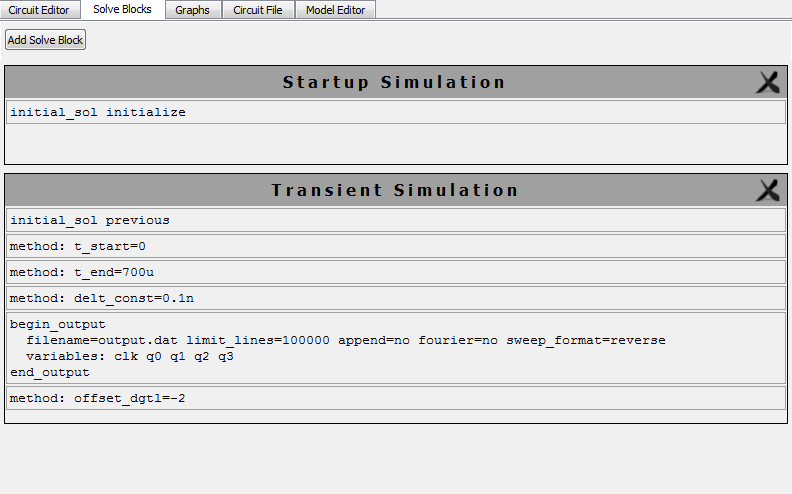 Circuit Editor Solve Blocks Graphs Circuit File Model Editor
Add Solve Block
Startup Simulation
initial_sol initialize
Transient Simulation
initial_sol previous
method: t_start=0
method: t_end=700u
method: delt_const=0.1n
begin_output
filename=output.dat limit_lines=100000 append=no fourier=no sweep_format=reverse
variables: clk q0 q1 q2 q3
end_output
method: offset_dgtl=-2